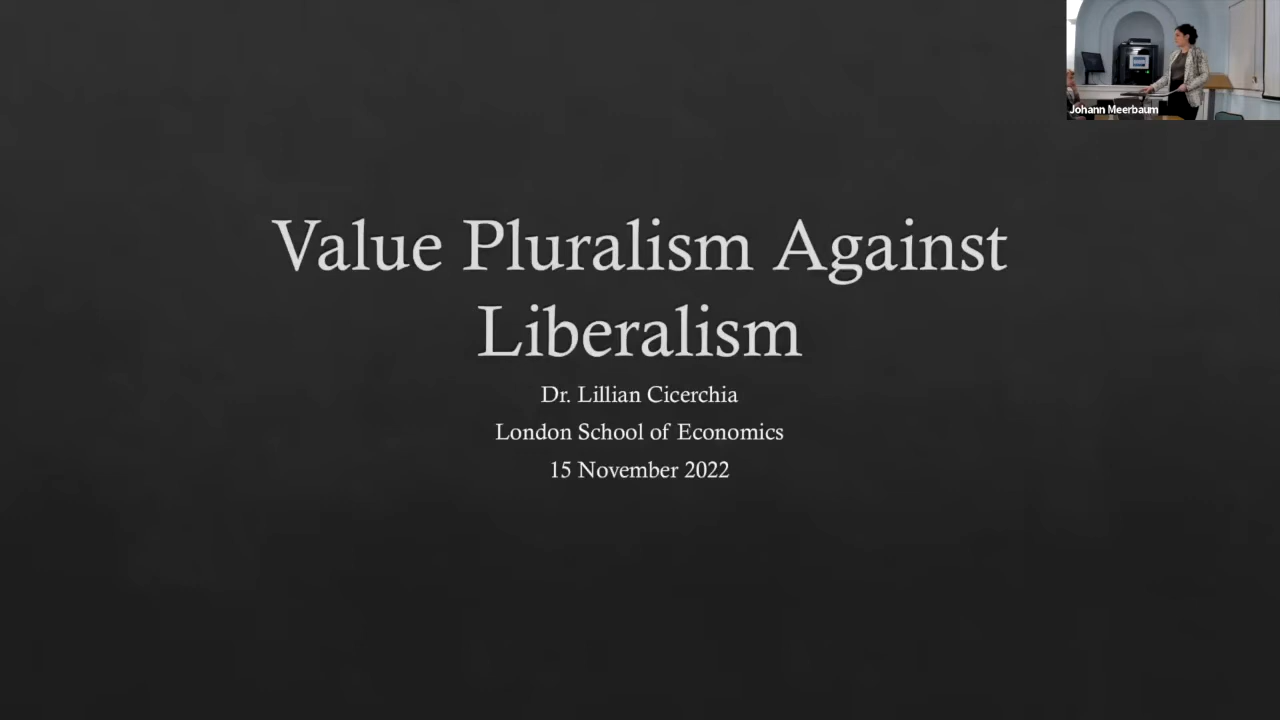 Johann Meerbaum
Value Pluralism Against
Liberalism
Dr. Lillian Cicerchia
London School of Economics
15 November 2022